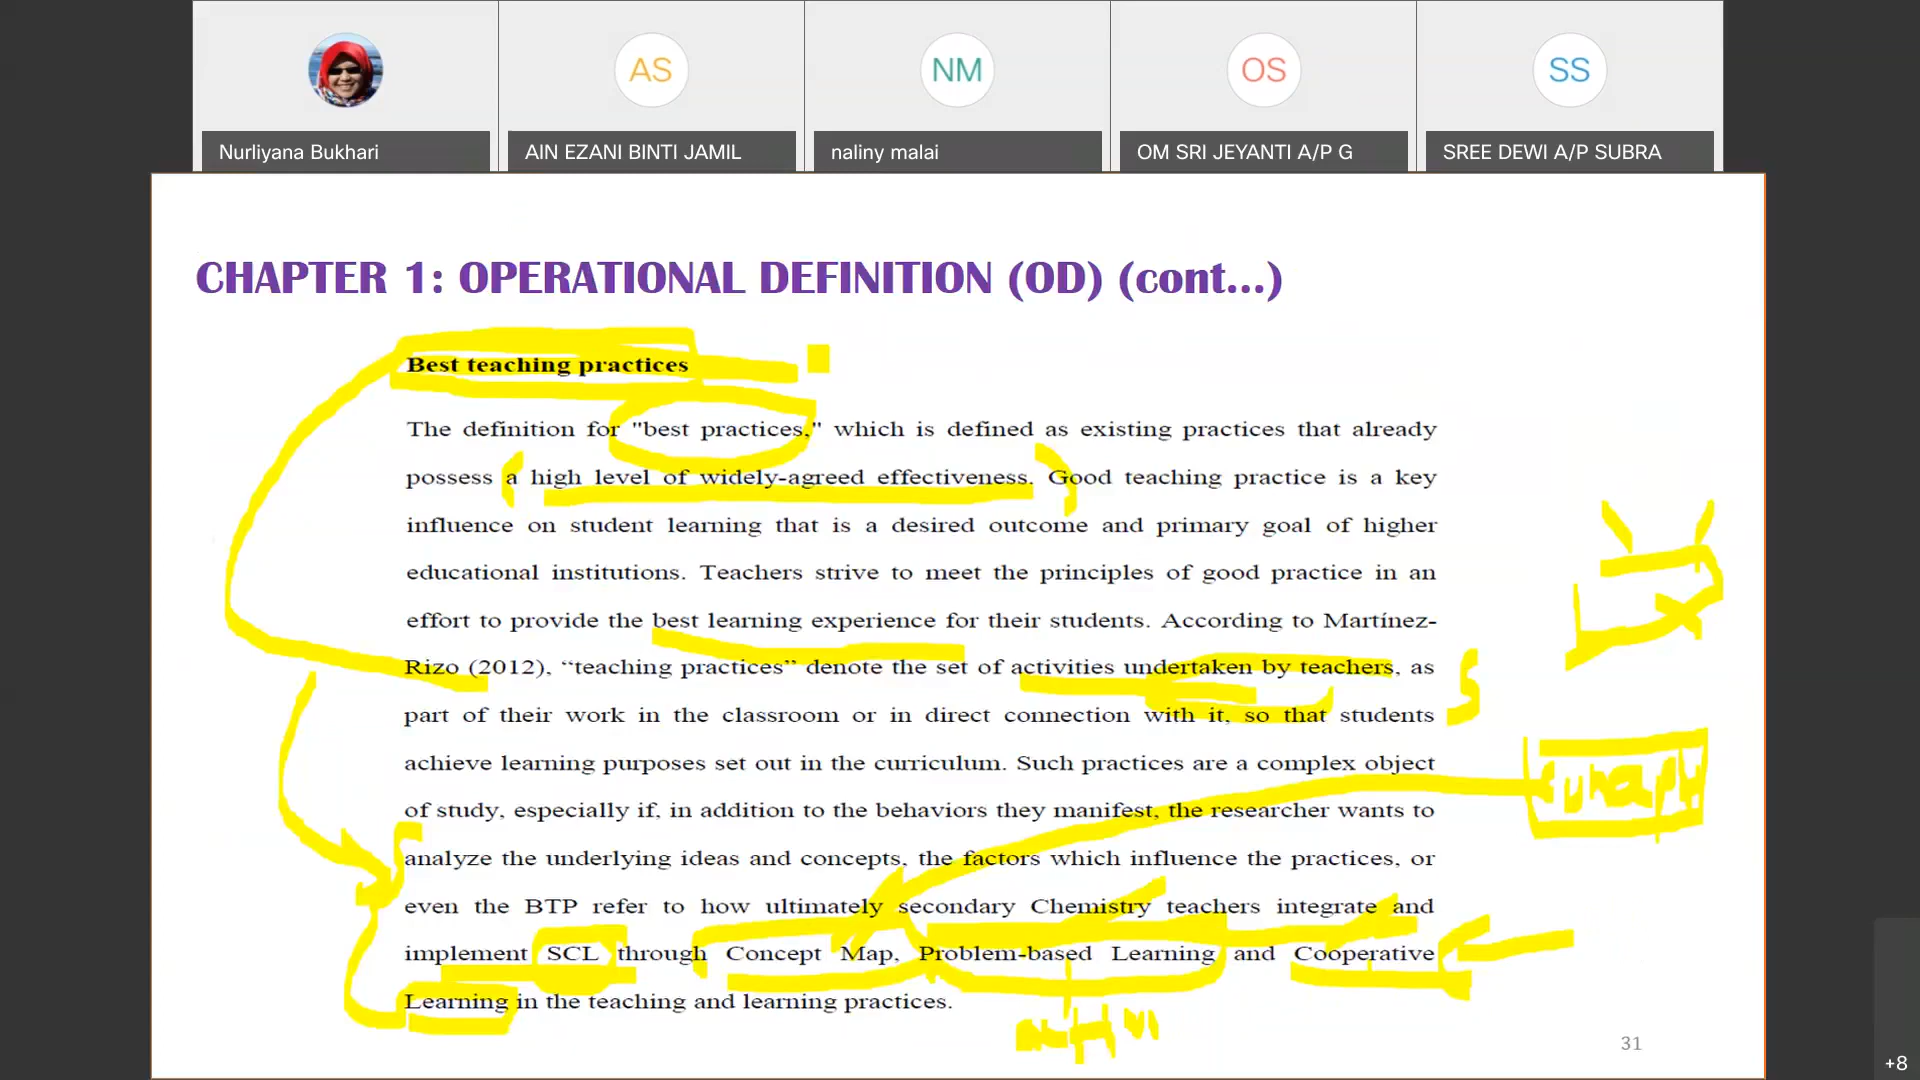 AS
NM
OS
SS
Nurliyana Bukhari
AIN EZANI BINTI JAMIL
naliny malai
OM SRI JEYANTI A/P G
SREE DEWI A/P SUBRA
CHAPTER 1: OPERATIONAL DEFINITION (OD) (cont...)
Best teaching practices
The definition for "best practices," which is defined as existing practices that already
possess a high level of widely-agreed effectiveness. Good teaching practice is a key
influence on student learning that is a desired outcome and primary goal of higher
educational institutions. Teachers strive to meet the principles of good practice in an
effort to provide the best learning experience for their students. According to Martínez-
Rizo (2012), “teaching practices” denote the set of activities undertaken by teachers, as
part of their work in the classroom or in direct connection with it, so that students
achieve learning purposes set out in the curriculum. Such practices are a complex object
of study, especially if, in addition to the behaviors they manifest, the researcher wants to
analyze the underlying ideas and concepts, the factors which influence the practices, or
even the BTP refer to how ultimately secondary Chemistry teachers integrate and
implement SCL through Concept Map, Problem-based Learning and Cooperative
Learning in the teaching and learning practices.
31
+8